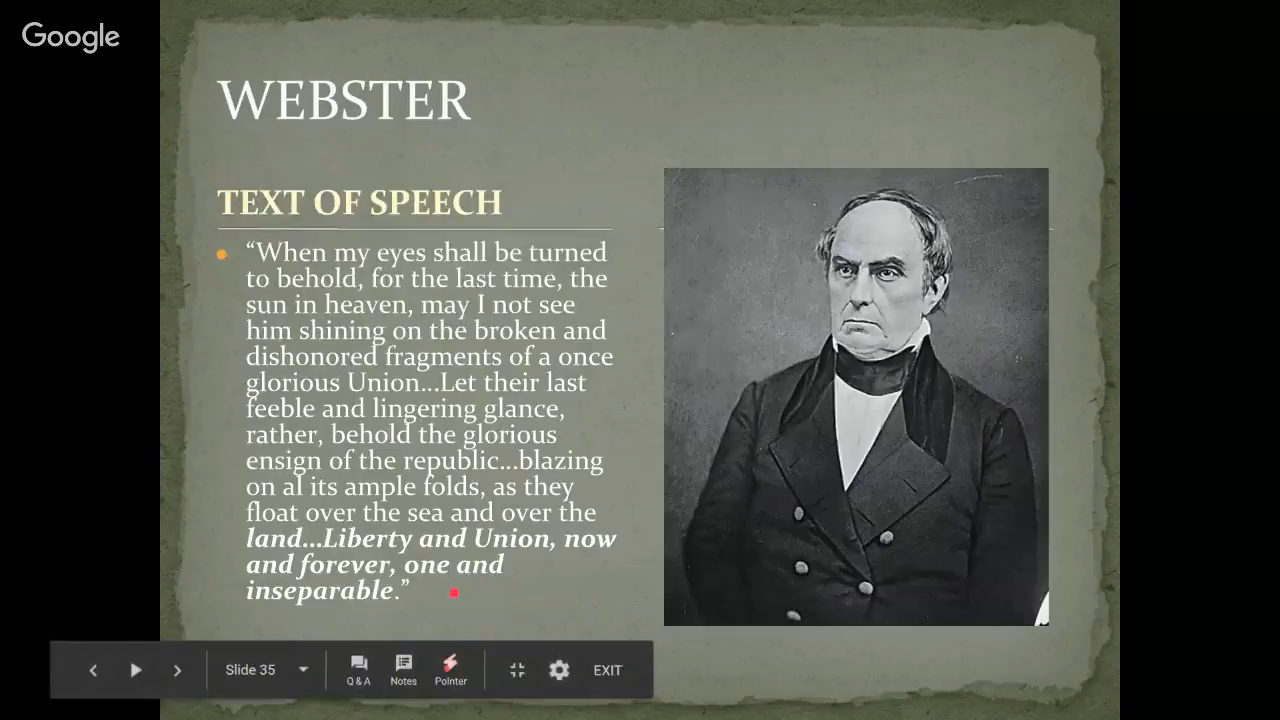 Google
WEBSTER
TEXT OF SPEECH
“When my eyes shall be turned
to behold, for the last time, the
sun in heaven, may I not see
him shining on the broken and
dishonored fragments of a once
glorious Union...Let their last
feeble and lingering glance,
rather, behold the glorious
ensign of the republic...blazing
on al its ample folds, as they
float over the sea and over the
land...Liberty and Union, now
and forever, one and
inseparable.”
Slide 35
Q & A
Notes
Pointer
EXIT